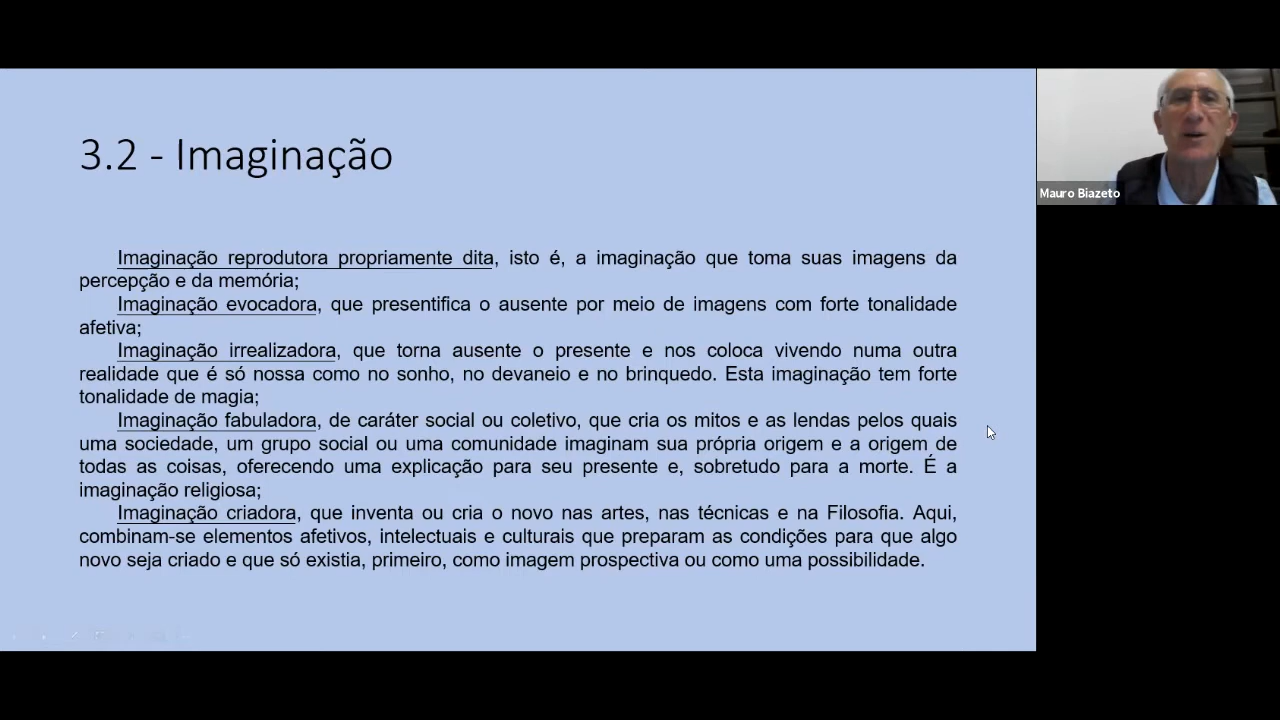 3.2 - Imaginação
Imaginação reprodutora propriamente dita, isto é, a imaginação que toma suas imagens da
percepção e da memória;
Imaginação evocadora, que presentifica o ausente por meio de imagens com forte tonalidade
afetiva;
Imaginação irrealizadora, que torna ausente o presente e nos coloca vivendo numa outra
realidade que é só nossa como no sonho, no devaneio e no brinquedo. Esta imaginação tem forte
tonalidade de magia;
Imaginação fabuladora, de caráter social ou coletivo, que cria os mitos e as lendas pelos quais
uma sociedade, um grupo social ou uma comunidade imaginam sua própria origem e a origem de
todas as coisas, oferecendo uma explicação para seu presente e, sobretudo para a morte. É a
imaginação religiosa;
Imaginação criadora, que inventa ou cria o novo nas artes, nas técnicas e na Filosofia. Aqui,
combinam-se elementos afetivos, intelectuais e culturais que preparam as condições para que algo
novo seja criado e que só existia, primeiro, como imagem prospectiva ou como uma possibilidade.
Mauro Biazeto